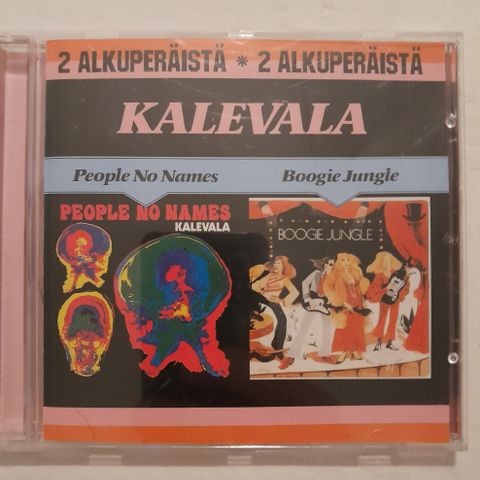 2 ALKUPERÄISTÄ * 2 ALKUPERÄISTÄ
KALEVALA
People No Names
Boogie Jungle
PEOPLE NO NAMES
KALEVALA
BOOGIE JUNGLE